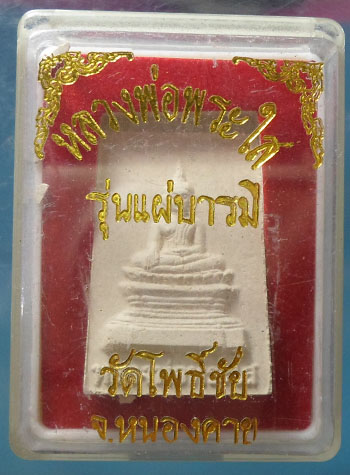 หลวงพ่อพระใส
รุ่นแผ่บารมี
วัดโพธิ์ชัย
จ.หนองคาย